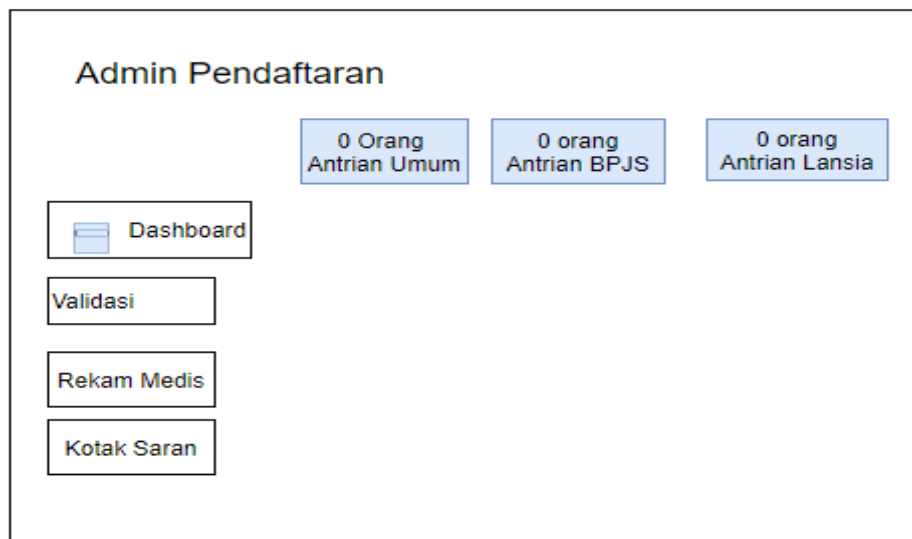 Admin Pendaftaran
0 Orang
Antrian Umum
0 orang
Antrian BPJS
0 orang
Antrian Lansia
Dashboard
Validasi
Rekam Medis
Kotak Saran